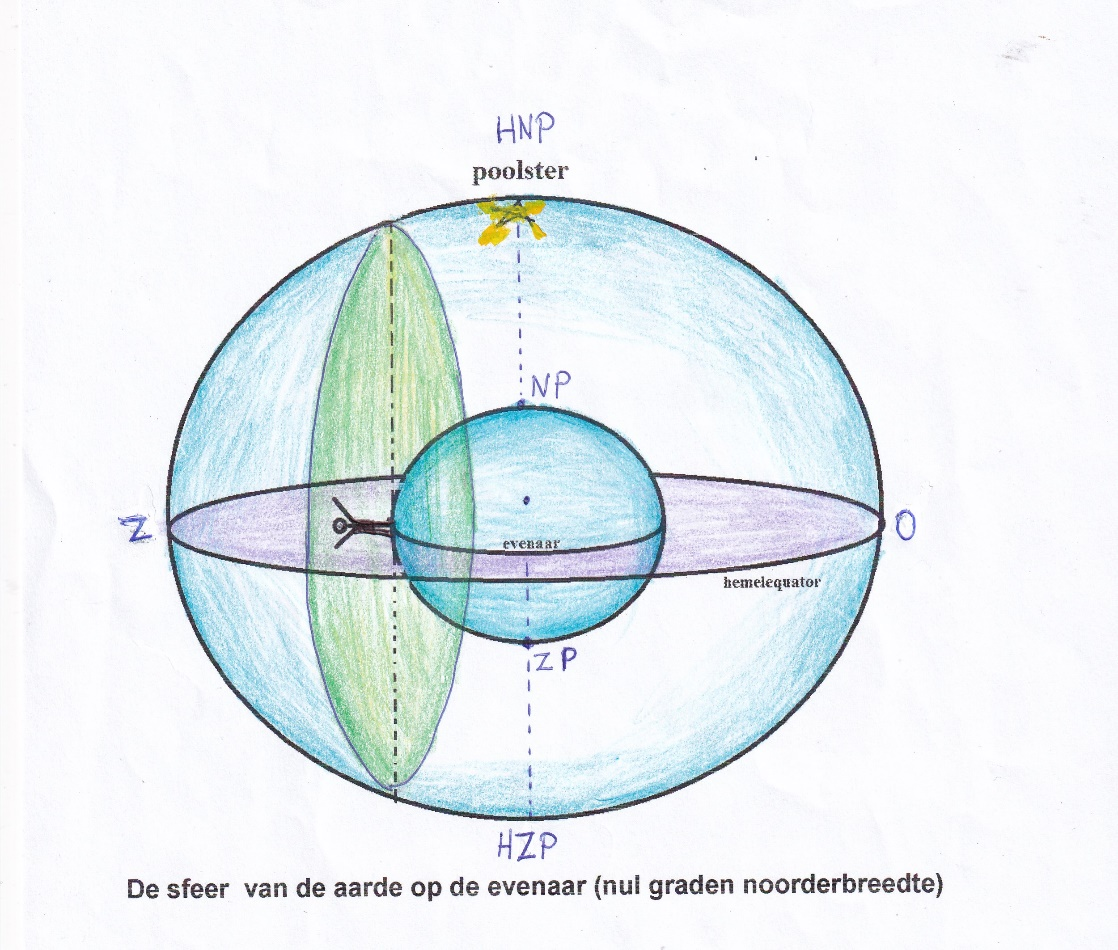 HNP
poolster
NP
Z
O
evenaar
hemelequator
ZP
HZP
De sfeer van de aarde op de evenaar (nul graden noorderbreedte)